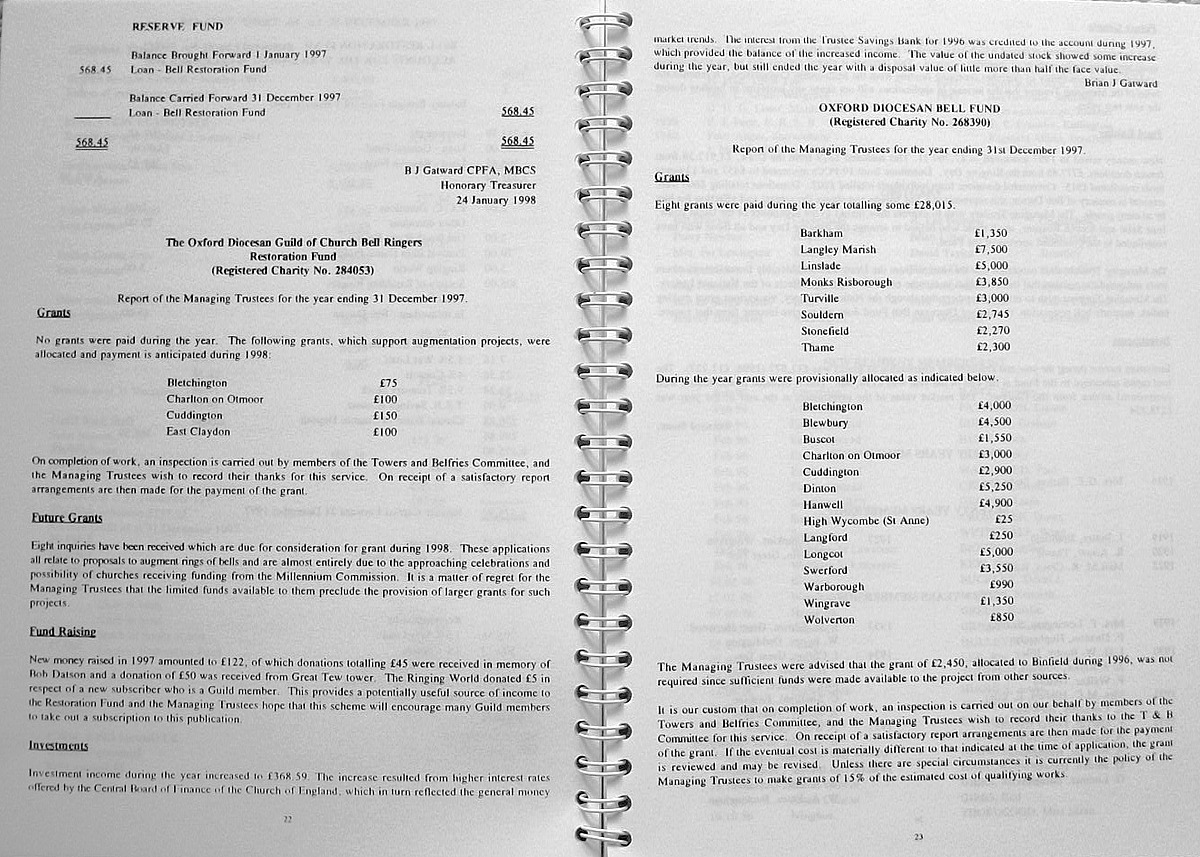 RESERVE FUND
Balance Brought Forward 1 January 1997
568.45 Loan - Bell Restoration Fund
Balance Carried Forward 31 December 1997
Loan - Bell Restoration Fund 568.45
568.45 568.45
B J Gatward CPFA, MBCS
Honorary Treasurer
24 January 1998
The Oxford Diocesan Guild of Church Bell Ringers
Restoration Fund
(Registered Charity No. 284053)
Report of the Managing Trustees for the year ending 31 December 1997.
Grants
No grants were paid during the year. The following grants, which support augmentation projects, were
allocated and payment is anticipated during 1998:
Bletchington £75
Charlton on Otmoor £100
Cuddington £150
East Claydon £100
On completion of work, an inspection is carried out by members of the Towers and Belfries Committee, and
the Managing Trustees wish to record their thanks for this service. On receipt of a satisfactory report
arrangements are then made for the payment of the grant.
Future Grants
Eight inquiries have been received which are due for consideration for grant during 1998. These applications
all relate to proposals to augment rings of bells and are almost entirely due to the approaching celebrations and
possibility of churches receiving funding from the Millennium Commission. It is a matter of regret for the
Managing Trustees that the limited funds available to them preclude the provision of larger grants for such
projects.
Fund Raising
New money raised in 1997 amounted to £122, of which donations totalling £45 were received in memory of
Bob Datson and a donation of £50 was received from Great Tew tower. The Ringing World donated £5 in
respect of a new subscriber who is a Guild member. This provides a potentially useful source of income to
the Restoration Fund and the Managing Trustees hope that this scheme will encourage many Guild members
to take out a subscription to this publication.
Investments
Investment income during the year increased to £368.59. The increase resulted from higher interest rates
offered by the Central Board of Finance of the Church of England, which in turn reflected the general money
22
market trends. The interest from the Trustee Savings Bank for 1996 was credited to the account during 1997,
which provided the balance of the increased income. The value of the undated stock showed some increase
during the year, but still ended the year with a disposal value of little more than half the face value.
Brian J Gatward
OXFORD DIOCESAN BELL FUND
(Registered Charity No. 268390)
Report of the Managing Trustees for the year ending 31st December 1997.
Grants
Eight grants were paid during the year totalling some £28,015.
Barkham £1,350
Langley Marish £7,500
Linslade £5,000
Monks Risborough £3,850
Turville £3,000
Souldern £2,745
Stonefield £2,270
Thame £2,300
During the year grants were provisionally allocated as indicated below.
Bletchington £4,000
Blewbury £4,500
Buscot £1,550
Charlton on Otmoor £3,000
Cuddington £2,900
Dinton £5,250
Hanwell £4,900
High Wycombe (St Anne) £25
Langford £250
Longcot £5,000
Swerford £3,550
Warborough £990
Wingrave £1,350
Wolverton £850
The Managing Trustees were advised that the grant of £2,450, allocated to Binfield during 1996, was not
required since sufficient funds were made available to the project from other sources.
It is our custom that on completion of work, an inspection is carried out on our behalf by members of the
Towers and Belfries Committee, and the Managing Trustees wish to record their thanks to the T & B
Committee for this service. On receipt of a satisfactory report arrangements are then made for the payment
of the grant. If the eventual cost is materially different to that indicated at the time of application, the grant
is reviewed and may be revised. Unless there are special circumstances it is currently the policy of the
Managing Trustees to make grants of 15% of the estimated cost of qualifying works.
23